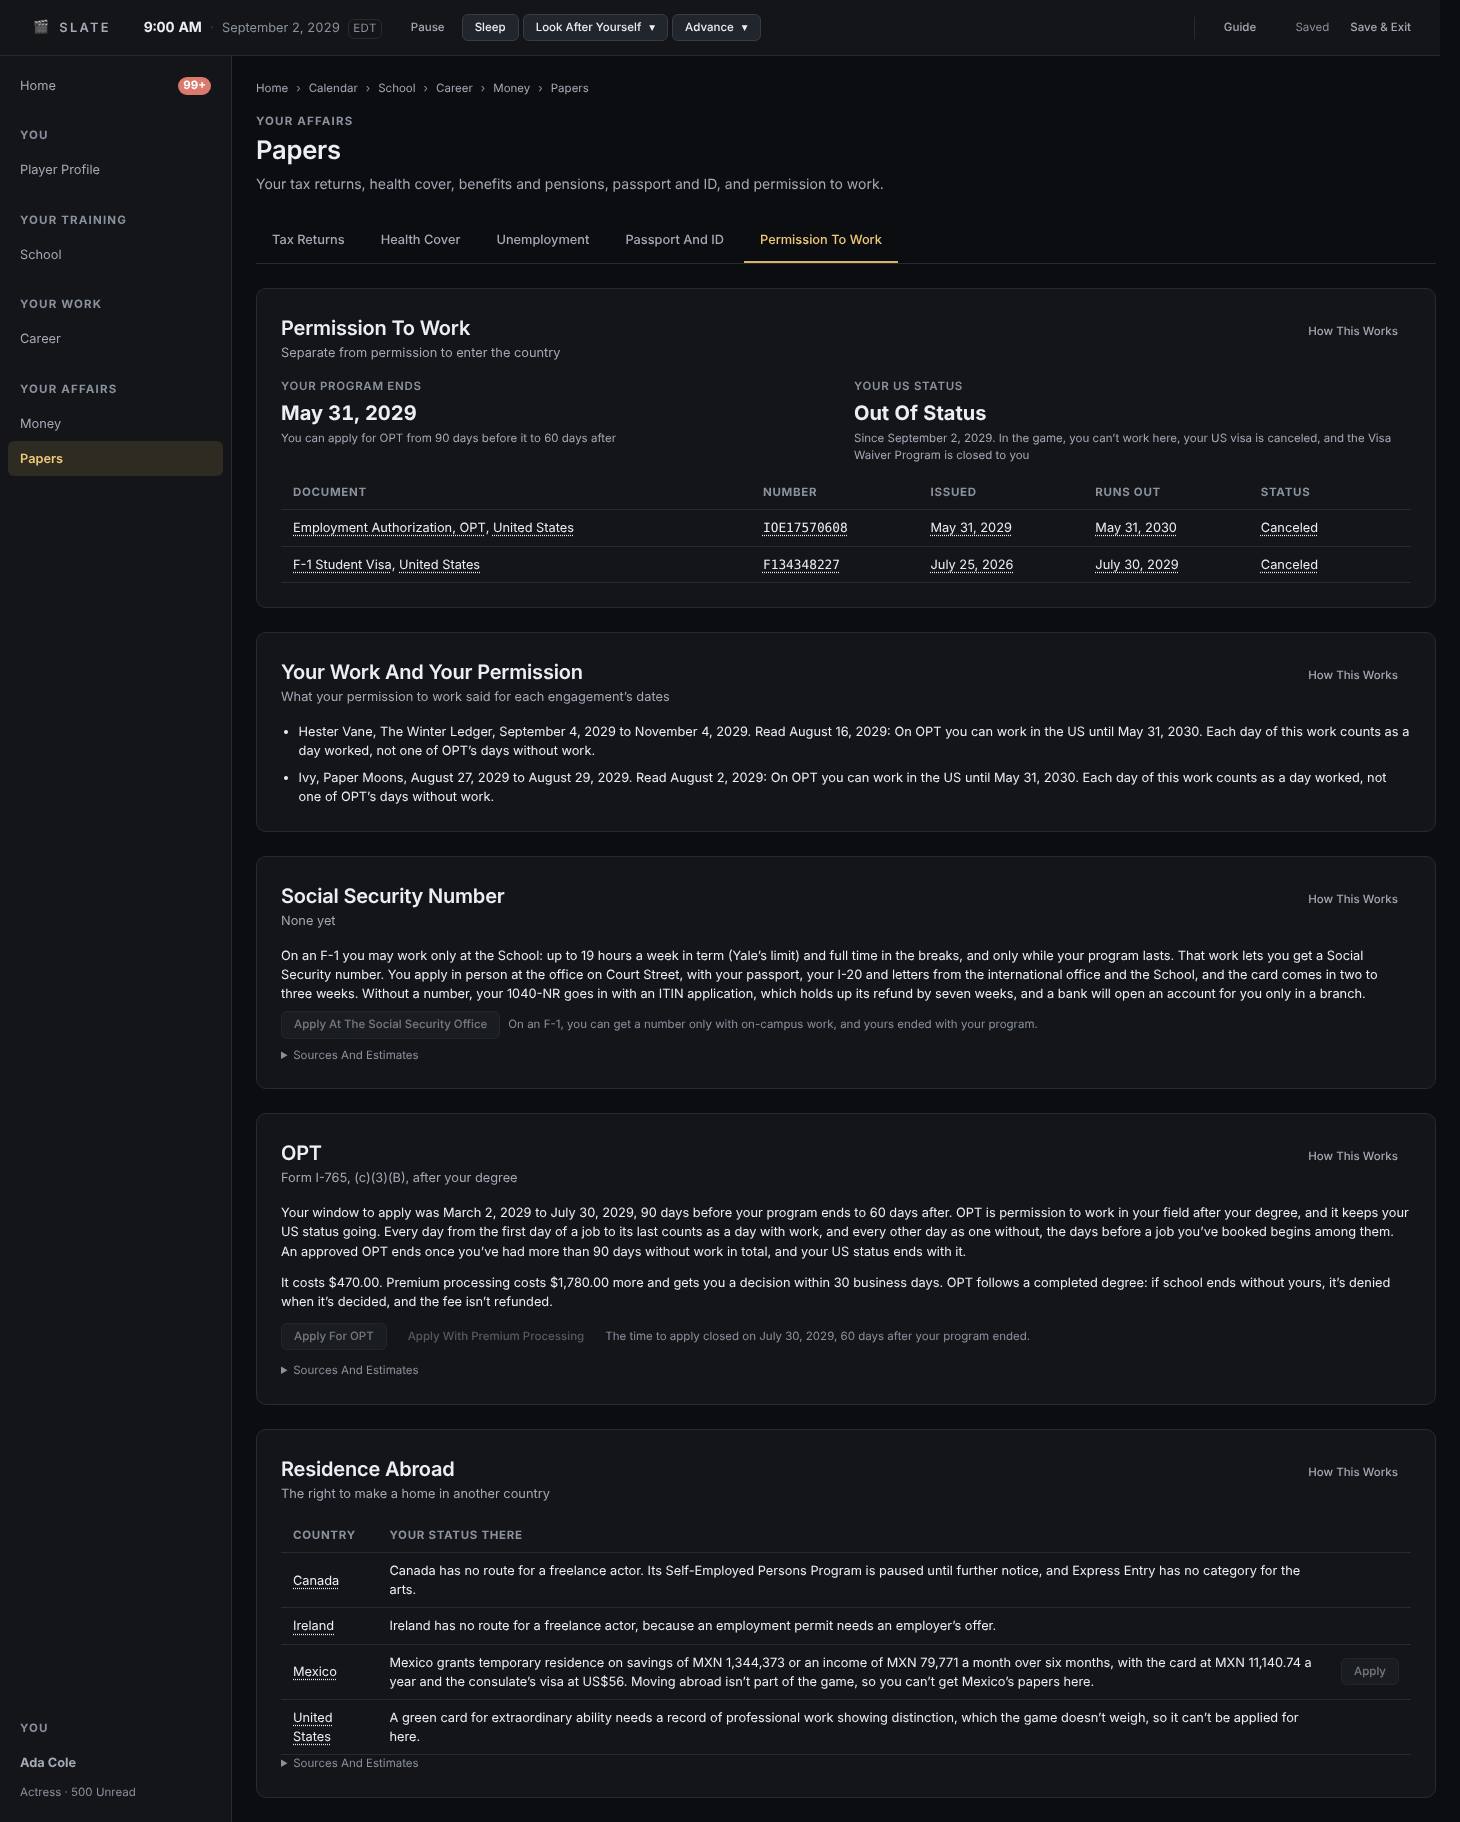 SLATE
9:00 AM · September 2, 2029 EDT
Pause
Sleep
Look After Yourself ▾
Advance ▾
Guide
Saved
Save & Exit
Home
99+
YOU
Player Profile
YOUR TRAINING
School
YOUR WORK
Career
YOUR AFFAIRS
Money
Papers
YOU
Ada Cole
Actress · 500 Unread
Home › Calendar › School › Career › Money › Papers
YOUR AFFAIRS
Papers
Your tax returns, health cover, benefits and pensions, passport and ID, and permission to work.
Tax Returns
Health Cover
Unemployment
Passport And ID
Permission To Work
Permission To Work
How This Works
Separate from permission to enter the country
YOUR PROGRAM ENDS
May 31, 2029
You can apply for OPT from 90 days before it to 60 days after
YOUR US STATUS
Out Of Status
Since September 2, 2029. In the game, you can’t work here, your US visa is canceled, and the Visa
Waiver Program is closed to you
DOCUMENT NUMBER ISSUED RUNS OUT STATUS
Employment Authorization, OPT, United States IOE17570608 May 31, 2029 May 31, 2030 Canceled
F-1 Student Visa, United States F134348227 July 25, 2026 July 30, 2029 Canceled
Your Work And Your Permission
How This Works
What your permission to work said for each engagement’s dates
• Hester Vane, The Winter Ledger, September 4, 2029 to November 4, 2029. Read August 16, 2029: On OPT you can work in the US until May 31, 2030. Each day of this work counts as a
day worked, not one of OPT’s days without work.
• Ivy, Paper Moons, August 27, 2029 to August 29, 2029. Read August 2, 2029: On OPT you can work in the US until May 31, 2030. Each day of this work counts as a day worked, not
one of OPT’s days without work.
Social Security Number
How This Works
None yet
On an F-1 you may work only at the School: up to 19 hours a week in term (Yale’s limit) and full time in the breaks, and only while your program lasts. That work lets you get a Social
Security number. You apply in person at the office on Court Street, with your passport, your I-20 and letters from the international office and the School, and the card comes in two to
three weeks. Without a number, your 1040-NR goes in with an ITIN application, which holds up its refund by seven weeks, and a bank will open an account for you only in a branch.
Apply At The Social Security Office
On an F-1, you can get a number only with on-campus work, and yours ended with your program.
▶ Sources And Estimates
OPT
How This Works
Form I-765, (c)(3)(B), after your degree
Your window to apply was March 2, 2029 to July 30, 2029, 90 days before your program ends to 60 days after. OPT is permission to work in your field after your degree, and it keeps your
US status going. Every day from the first day of a job to its last counts as a day with work, and every other day as one without, the days before a job you’ve booked begins among them.
An approved OPT ends once you’ve had more than 90 days without work in total, and your US status ends with it.
It costs $470.00. Premium processing costs $1,780.00 more and gets you a decision within 30 business days. OPT follows a completed degree: if school ends without yours, it’s denied
when it’s decided, and the fee isn’t refunded.
Apply For OPT
Apply With Premium Processing
The time to apply closed on July 30, 2029, 60 days after your program ended.
▶ Sources And Estimates
Residence Abroad
How This Works
The right to make a home in another country
COUNTRY YOUR STATUS THERE
Canada
Canada has no route for a freelance actor. Its Self-Employed Persons Program is paused until further notice, and Express Entry has no category for the
arts.
Ireland
Ireland has no route for a freelance actor, because an employment permit needs an employer’s offer.
Mexico
Mexico grants temporary residence on savings of MXN 1,344,373 or an income of MXN 79,771 a month over six months, with the card at MXN 11,140.74 a
year and the consulate’s visa at US$56. Moving abroad isn’t part of the game, so you can’t get Mexico’s papers here.
Apply
United
States
A green card for extraordinary ability needs a record of professional work showing distinction, which the game doesn’t weigh, so it can’t be applied for
here.
▶ Sources And Estimates